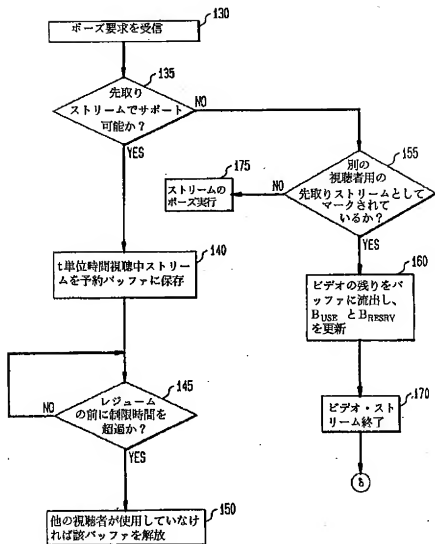 ポーズ要求を受信
130
先取り
ストリームでサポート
可能か？
135
NO
YES
別の
視聴者用の
先取りストリームとして
マークされて
いるか？
155
NO
YES
ストリームの
ポーズ実行
175
t単位時間視聴中ストリー
ムを予約バッファに保存
140
ビデオの残りをバ
ッファに流出し、
BUSE とBRESRV
を更新
160
レジューム
の前に制限時間を
超過か？
145
NO
YES
ビデオ・スト
リーム終了
170
b
他の視聴者が使用していなけ
れば該バッファを解放
150